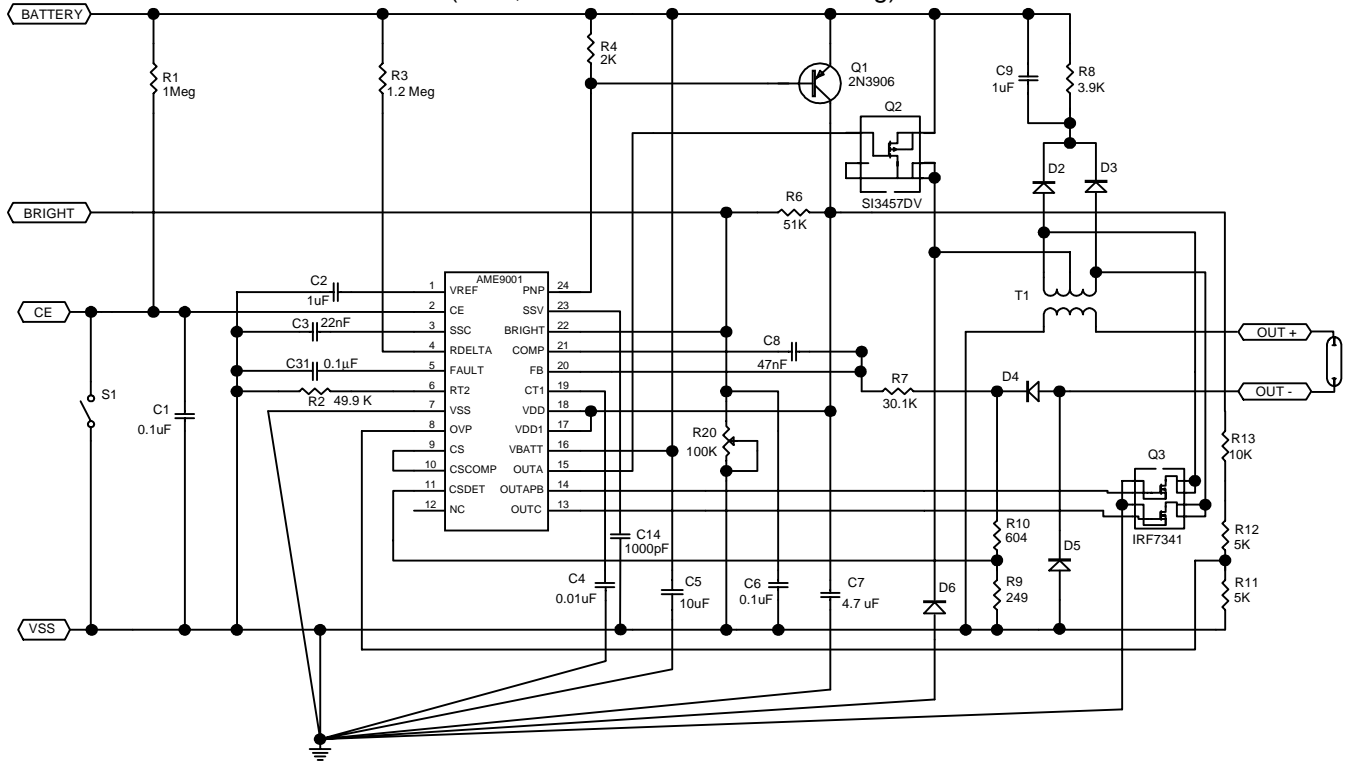 BATTERY
R1
1Meg
R3
1.2 Meg
R4
2K
Q1
2N3906
C9
1uF
R8
3.9K
Q2
SI3457DV
D2
D3
BRIGHT
R6
51K
T1
CE
S1
C1
0.1uF
C2
1uF
C3
22nF
C31
0.1µF
R2
49.9 K
AME9001
1
VREF
PNP
24
2
CE
SSV
23
3
SSC
BRIGHT
22
4
RDELTA
COMP
21
5
FAULT
FB
20
6
RT2
CT1
19
7
VSS
VDD
18
8
OVP
VDD1
17
9
CS
VBATT
16
10
CSCOMP
OUTA
15
11
CSDET
OUTAPB
14
12
NC
OUTC
13
C8
47nF
R7
30.1K
D4
OUT +
OUT -
R20
100K
R13
10K
Q3
IRF7341
C14
1000pF
R10
604
R12
5K
D5
C4
0.01uF
C5
10uF
C6
0.1uF
C7
4.7 uF
D6
R9
249
R11
5K
VSS